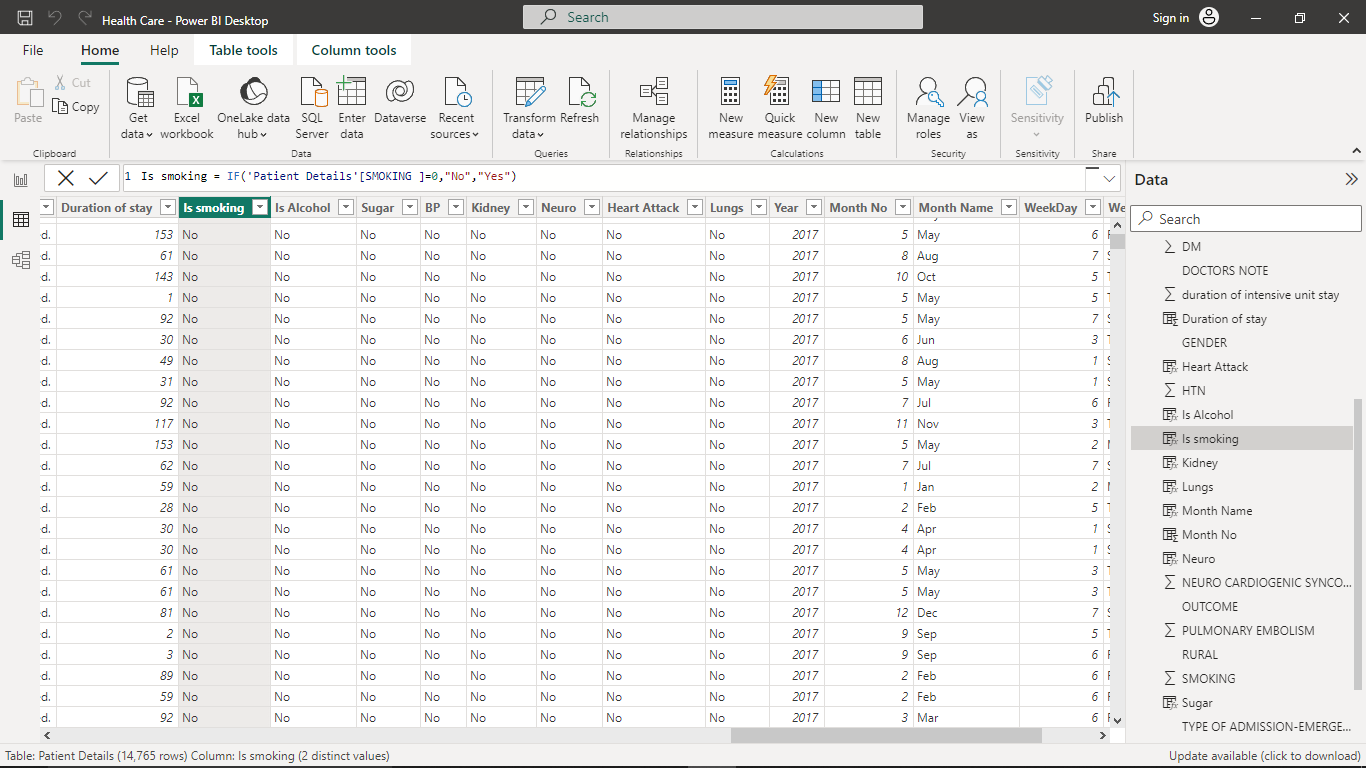 Health Care - Power BI Desktop
Search
Sign in
File Home Help Table tools Column tools
Paste
Cut
Copy
Get data
Excel workbook
OneLake data hub
SQL Server
Enter data
Dataverse
Recent sources
Transform data
Refresh
Manage relationships
New measure
Quick measure
New column
New table
Manage roles
View as
Sensitivity
Publish
Clipboard Data Queries Relationships Calculations Security Sensitivity Share
1 Is smoking = IF('Patient Details'[SMOKING ]=0,"No","Yes")
Duration of stay Is smoking Is Alcohol Sugar BP Kidney Neuro Heart Attack Lungs Year Month No Month Name WeekDay We
d. 153 No No No No No No No No 2017 5 May 6 F
d. 61 No No No No No No No No 2017 8 Aug 7 S
d. 143 No No No No No No No No 2017 10 Oct 5 T
d. 1 No No No No No No No No 2017 5 May 5 T
d. 92 No No No No No No No No 2017 5 May 7 S
d. 30 No No No No No No No No 2017 6 Jun 3 T
d. 49 No No No No No No No No 2017 8 Aug 1 S
d. 31 No No No No No No No No 2017 5 May 1 S
d. 92 No No No No No No No No 2017 7 Jul 6 F
d. 117 No No No No No No No No 2017 11 Nov 3 T
d. 153 No No No No No No No No 2017 5 May 2 M
d. 62 No No No No No No No No 2017 7 Jul 7 S
d. 59 No No No No No No No No 2017 1 Jan 2 M
d. 28 No No No No No No No No 2017 2 Feb 5 T
d. 30 No No No No No No No No 2017 4 Apr 1 S
d. 30 No No No No No No No No 2017 4 Apr 1 S
d. 61 No No No No No No No No 2017 5 May 3 T
d. 61 No No No No No No No No 2017 5 May 3 T
d. 81 No No No No No No No No 2017 12 Dec 7 S
d. 2 No No No No No No No No 2017 9 Sep 5 T
d. 3 No No No No No No No No 2017 9 Sep 6 F
d. 89 No No No No No No No No 2017 2 Feb 6 F
d. 59 No No No No No No No No 2017 2 Feb 6 F
d. 92 No No No No No No No No 2017 3 Mar 6 F
Data
Search
DM
DOCTORS NOTE
duration of intensive unit stay
Duration of stay
GENDER
Heart Attack
HTN
Is Alcohol
Is smoking
Kidney
Lungs
Month Name
Month No
Neuro
NEURO CARDIOGENIC SYNCO...
OUTCOME
PULMONARY EMBOLISM
RURAL
SMOKING
Sugar
TYPE OF ADMISSION-EMERGE...
Table: Patient Details (14,765 rows) Column: Is smoking (2 distinct values)
Update available (click to download)